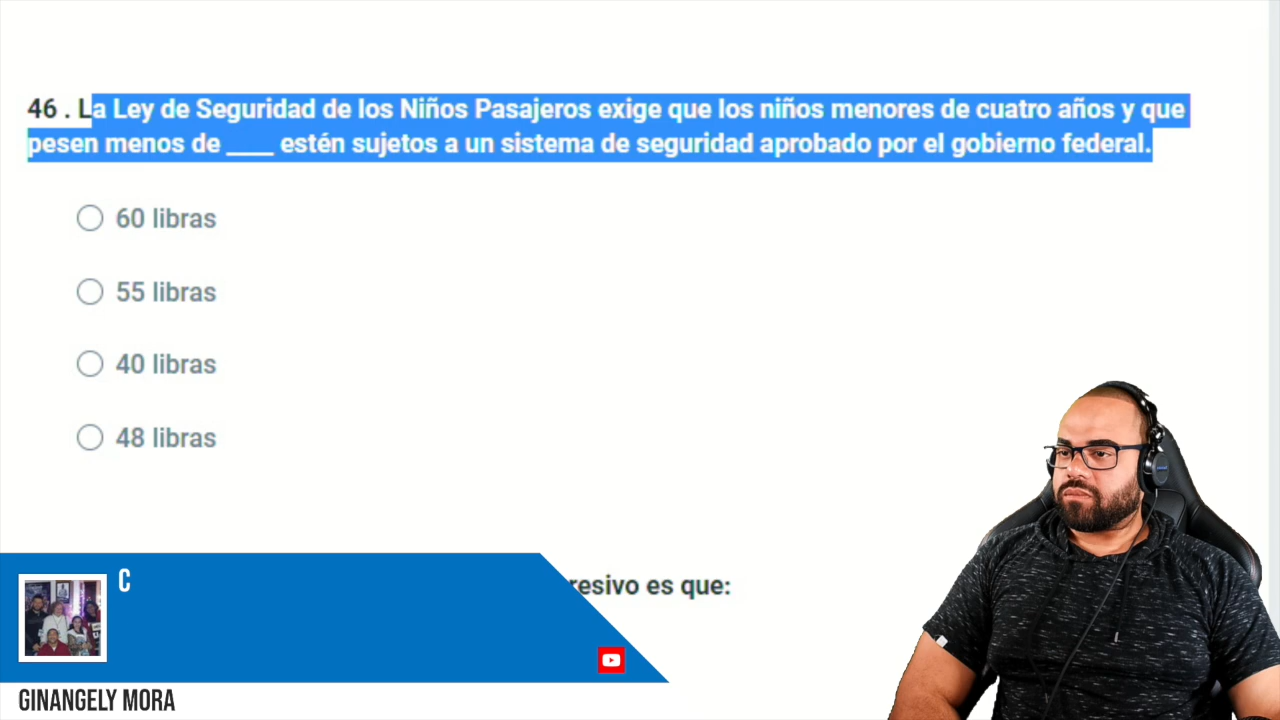 46 . La Ley de Seguridad de los Niños Pasajeros exige que los niños menores de cuatro años y que
pesen menos de ____ estén sujetos a un sistema de seguridad aprobado por el gobierno federal.
60 libras
55 libras
40 libras
48 libras
resivo es que:
C
GINANGELY MORA